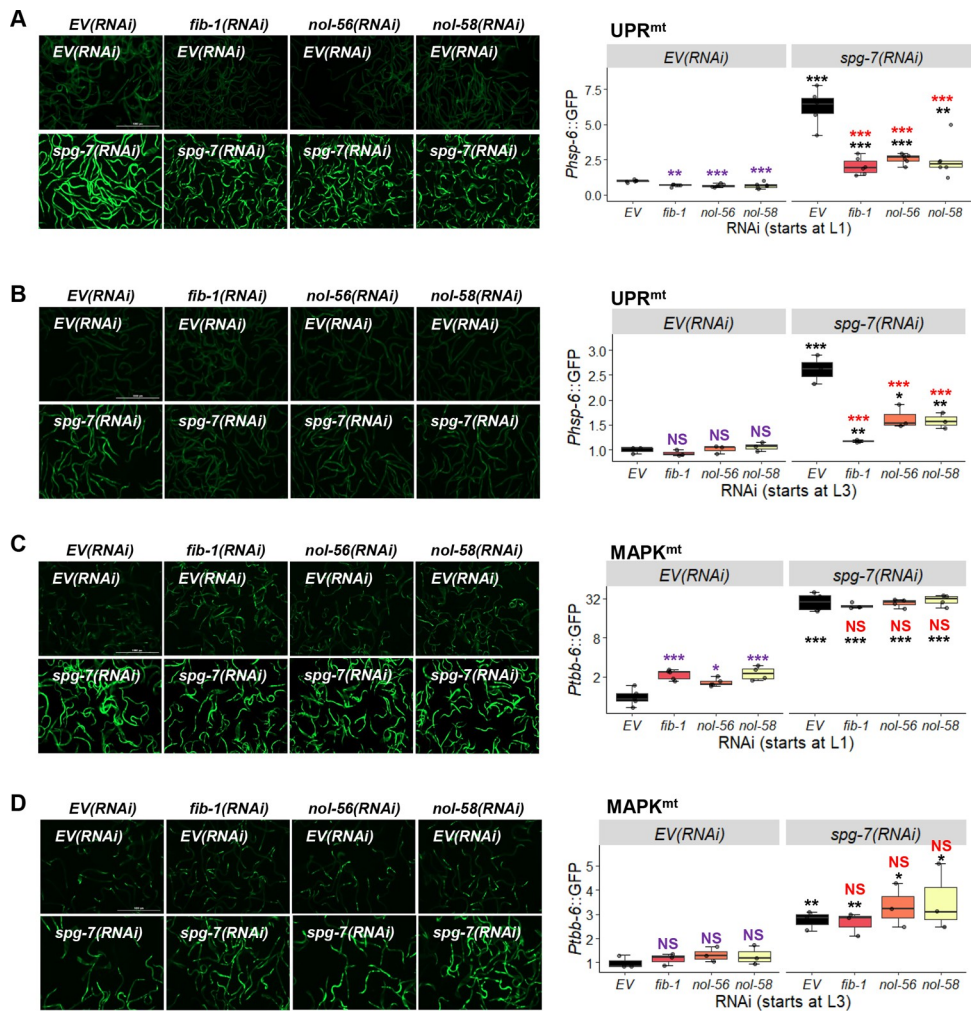 A
EV(RNAi) fib-1(RNAi) nol-56(RNAi) nol-58(RNAi)
EV(RNAi) EV(RNAi) EV(RNAi) EV(RNAi)
spg-7(RNAi) spg-7(RNAi) spg-7(RNAi) spg-7(RNAi)
UPRmt
EV(RNAi) spg-7(RNAi)
Phsp-6::GFP
7.5
5.0
2.5
0.0
** *** ***
***
*** *** ***
*** *** **
EV fib-1 nol-56 nol-58 EV fib-1 nol-56 nol-58
RNAi (starts at L1)
B
EV(RNAi) fib-1(RNAi) nol-56(RNAi) nol-58(RNAi)
EV(RNAi) EV(RNAi) EV(RNAi) EV(RNAi)
spg-7(RNAi) spg-7(RNAi) spg-7(RNAi) spg-7(RNAi)
UPRmt
EV(RNAi) spg-7(RNAi)
Phsp-6::GFP
3.0
2.5
2.0
1.5
1.0
NS NS NS
***
*** *** ***
** * **
EV fib-1 nol-56 nol-58 EV fib-1 nol-56 nol-58
RNAi (starts at L3)
C
EV(RNAi) fib-1(RNAi) nol-56(RNAi) nol-58(RNAi)
EV(RNAi) EV(RNAi) EV(RNAi) EV(RNAi)
spg-7(RNAi) spg-7(RNAi) spg-7(RNAi) spg-7(RNAi)
MAPKmt
EV(RNAi) spg-7(RNAi)
Ptbb-6::GFP
32
8
2
*** * ***
NS NS NS
*** *** *** ***
EV fib-1 nol-56 nol-58 EV fib-1 nol-56 nol-58
RNAi (starts at L1)
D
EV(RNAi) fib-1(RNAi) nol-56(RNAi) nol-58(RNAi)
EV(RNAi) EV(RNAi) EV(RNAi) EV(RNAi)
spg-7(RNAi) spg-7(RNAi) spg-7(RNAi) spg-7(RNAi)
MAPKmt
EV(RNAi) spg-7(RNAi)
Ptbb-6::GFP
5
4
3
2
1
NS NS NS
NS NS NS
** ** * *
EV fib-1 nol-56 nol-58 EV fib-1 nol-56 nol-58
RNAi (starts at L3)